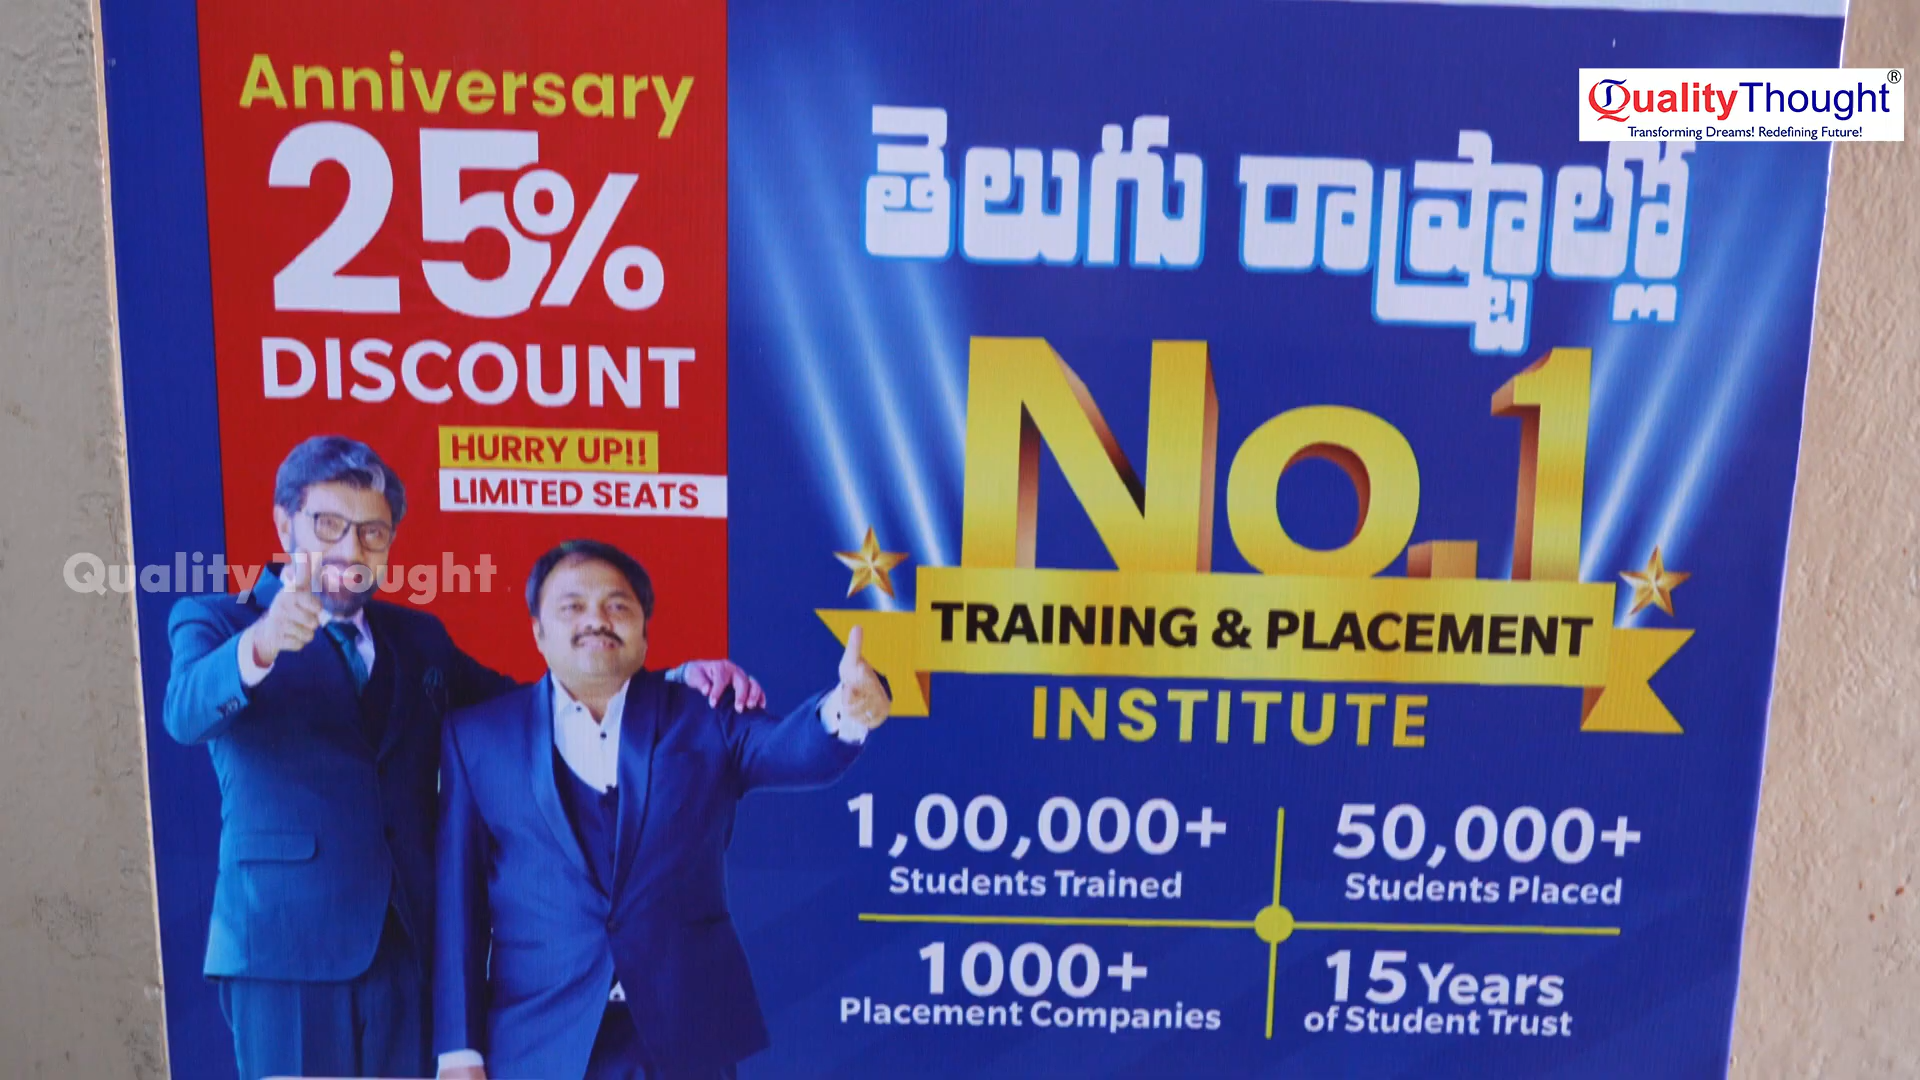 Anniversary
25%
DISCOUNT
HURRY UP!!
LIMITED SEATS
Quality Thought
QualityThought®
Transforming Dreams! Redefining Future!
తెలుగు రాష్ట్రాల్లో
No.1
TRAINING & PLACEMENT
INSTITUTE
1,00,000+
Students Trained
50,000+
Students Placed
1000+
Placement Companies
15 Years
of Student Trust